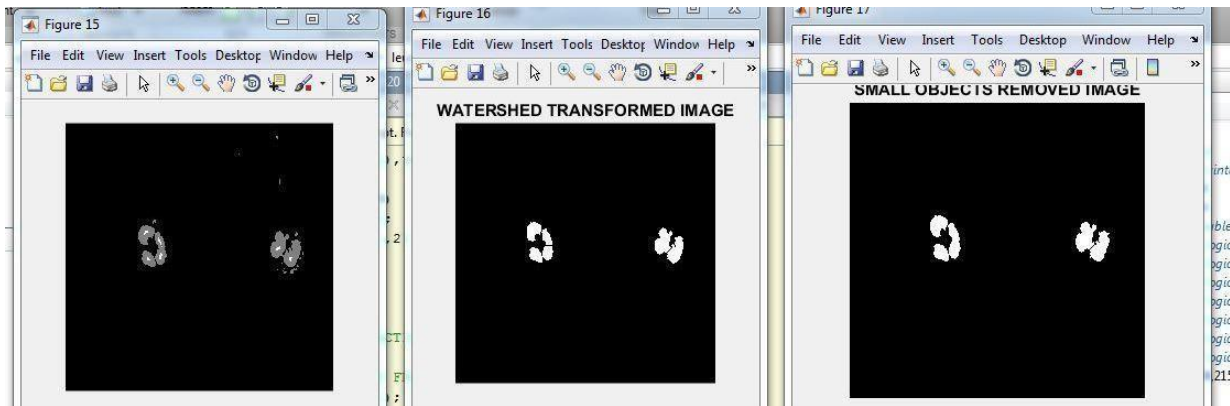 Figure 15
File Edit View Insert Tools Desktop Window Help
Figure 16
File Edit View Insert Tools Desktop Window Help
WATERSHED TRANSFORMED IMAGE
Figure 17
File Edit View Insert Tools Desktop Window Help
SMALL OBJECTS REMOVED IMAGE